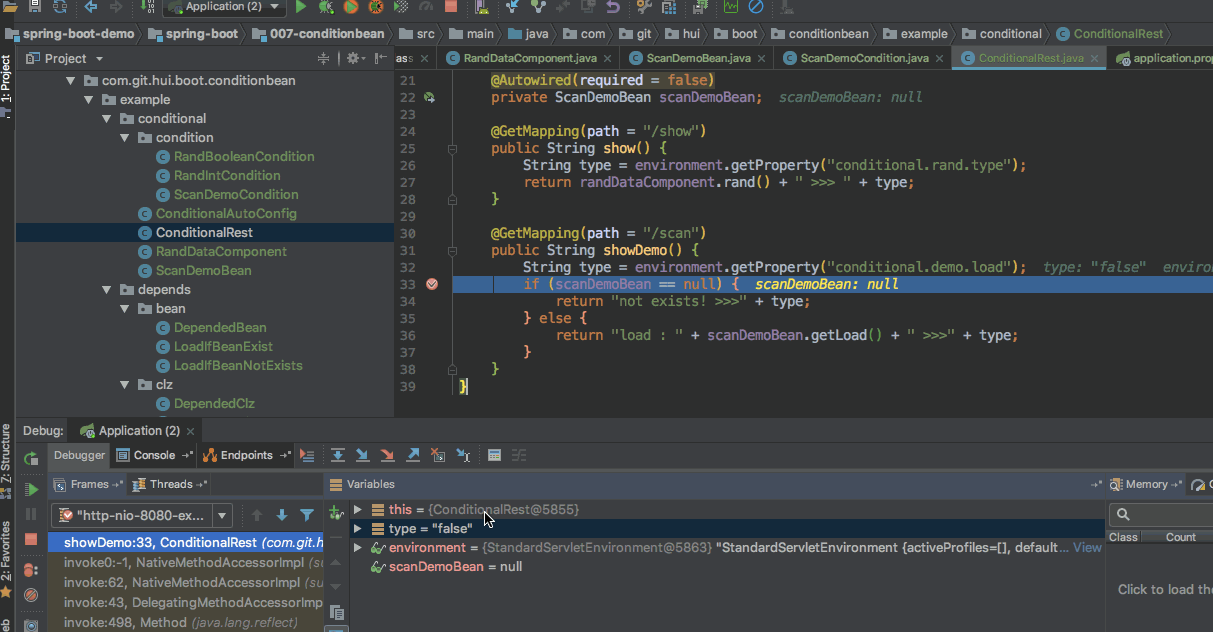 Application (2)
spring-boot-demo spring-boot 007-conditionbean src main java com git hui boot conditionbean example conditional ConditionalRest
1: Project
Project
ass RandDataComponent.java ScanDemoBean.java ScanDemoCondition.java ConditionalRest.java application.prop
com.git.hui.boot.conditionbean
example
conditional
condition
RandBooleanCondition
RandIntCondition
ScanDemoCondition
ConditionalAutoConfig
ConditionalRest
RandDataComponent
ScanDemoBean
depends
bean
DependedBean
LoadIfBeanExist
LoadIfBeanNotExists
clz
DependedClz
21 @Autowired(required = false)
22 private ScanDemoBean scanDemoBean; scanDemoBean: null
23
24 @GetMapping(path = "/show")
25 public String show() {
26 String type = environment.getProperty("conditional.rand.type");
27 return randDataComponent.rand() + " >>> " + type;
28 }
29
30 @GetMapping(path = "/scan")
31 public String showDemo() {
32 String type = environment.getProperty("conditional.demo.load"); type: "false" enviro
33 if (scanDemoBean == null) { scanDemoBean: null
34 return "not exists! >>>" + type;
35 } else {
36 return "load : " + scanDemoBean.getLoad() + " >>>" + type;
37 }
38 }
39 }
Z: Structure
2: Favorites
eb
Debug: Application (2)
Debugger Console Endpoints
Frames Threads
Variables
Memory
"http-nio-8080-ex...
showDemo:33, ConditionalRest (com.git.h
invoke0:-1, NativeMethodAccessorImpl (su
invoke:62, NativeMethodAccessorImpl (su
invoke:43, DelegatingMethodAccessorImp
invoke:498, Method (java.lang.reflect)
this = {ConditionalRest@5855}
type = "false"
environment = {StandardServletEnvironment@5863} "StandardServletEnvironment {activeProfiles=[], default... View
scanDemoBean = null
Class Count
Click to load the